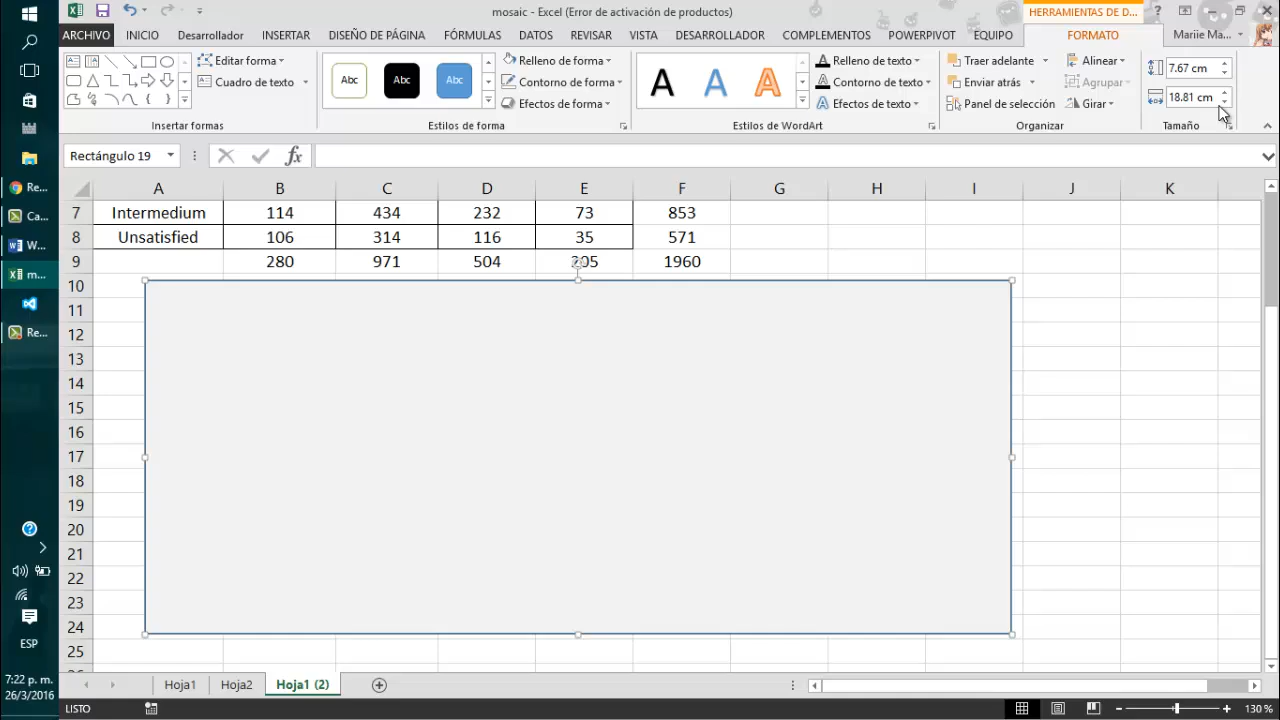 mosaic - Excel (Error de activación de productos)
HERRAMIENTAS DE D...
ARCHIVO INICIO Desarrollador INSERTAR DISEÑO DE PÁGINA FÓRMULAS DATOS REVISAR VISTA DESARROLLADOR COMPLEMENTOS POWERPIVOT EQUIPO FORMATO Mariie Ma...
Editar forma
Cuadro de texto
Insertar formas
Abc Abc Abc
Relleno de forma
Contorno de forma
Efectos de forma
Estilos de forma
A A A
Relleno de texto
Contorno de texto
Efectos de texto
Estilos de WordArt
Traer adelante
Enviar atrás
Panel de selección
Alinear
Agrupar
Girar
Organizar
7.67 cm
18.81 cm
Tamaño
Rectángulo 19 fx
A B C D E F G H I J K
7 Intermedium 114 434 232 73 853
8 Unsatisfied 106 314 116 35 571
9 280 971 504 205 1960
10
11
12
13
14
15
16
17
18
19
20
21
22
23
24
25
Hoja1 Hoja2 Hoja1 (2)
LISTO 130 %
Re...
Ca...
W...
m...
Re...
ESP
7:22 p. m.
26/3/2016